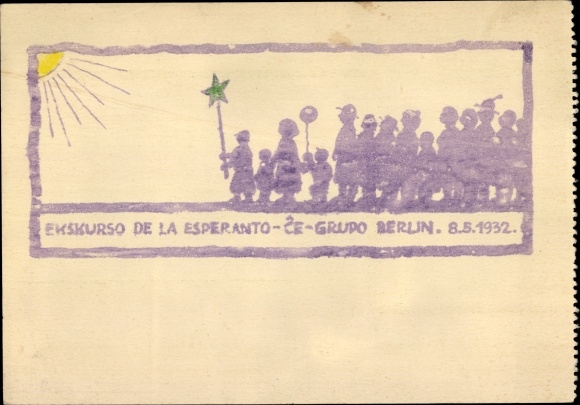 EKSKURSO DE LA ESPERANTO-ĈE-GRUPO BERLIN. 8.5.1932.